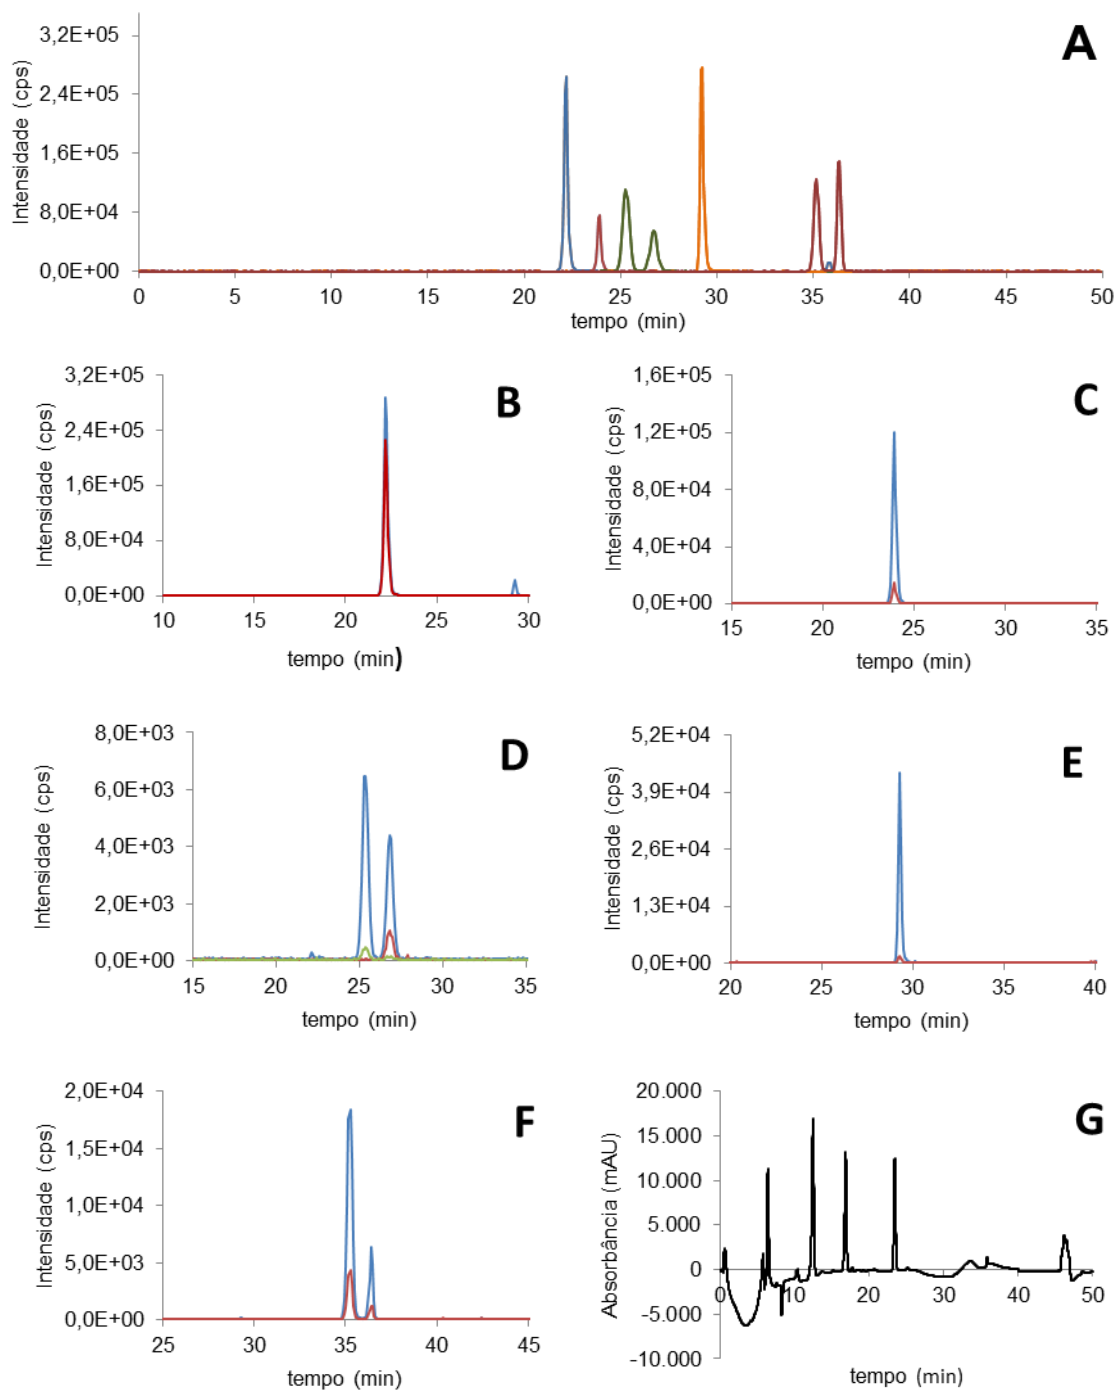 A
Intensidade (cps)
3,2E+05
2,4E+05
1,6E+05
8,0E+04
0,0E+00
0 5 10 15 20 25 30 35 40 45 50
tempo (min)
B
Intensidade (cps)
3,2E+05
2,4E+05
1,6E+05
8,0E+04
0,0E+00
10 15 20 25 30
tempo (min)
C
Intensidade (cps)
1,6E+05
1,2E+05
8,0E+04
4,0E+04
0,0E+00
15 20 25 30 35
tempo (min)
D
Intensidade (cps)
8,0E+03
6,0E+03
4,0E+03
2,0E+03
0,0E+00
15 20 25 30 35
tempo (min)
E
Intensidade (cps)
5,2E+04
3,9E+04
2,6E+04
1,3E+04
0,0E+00
20 25 30 35 40
tempo (min)
F
Intensidade (cps)
2,0E+04
1,5E+04
1,0E+04
5,0E+03
0,0E+00
25 30 35 40 45
tempo (min)
G
Absorbância (mAU)
20.000
15.000
10.000
5.000
0
-5.000
-10.000
0 10 20 30 40 50
tempo (min)